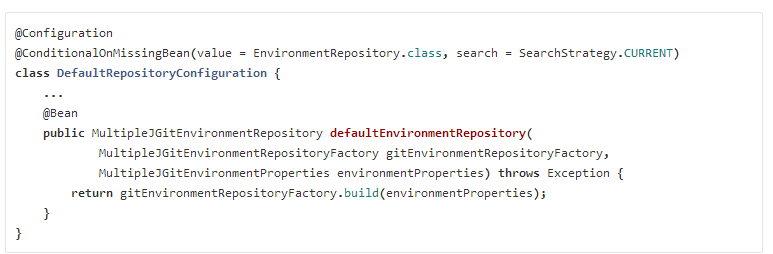 @Configuration
@ConditionalOnMissingBean(value = EnvironmentRepository.class, search = SearchStrategy.CURRENT)
class DefaultRepositoryConfiguration {
    ...
    @Bean
    public MultipleJGitEnvironmentRepository defaultEnvironmentRepository(
            MultipleJGitEnvironmentRepositoryFactory gitEnvironmentRepositoryFactory,
            MultipleJGitEnvironmentProperties environmentProperties) throws Exception {
        return gitEnvironmentRepositoryFactory.build(environmentProperties);
    }
}